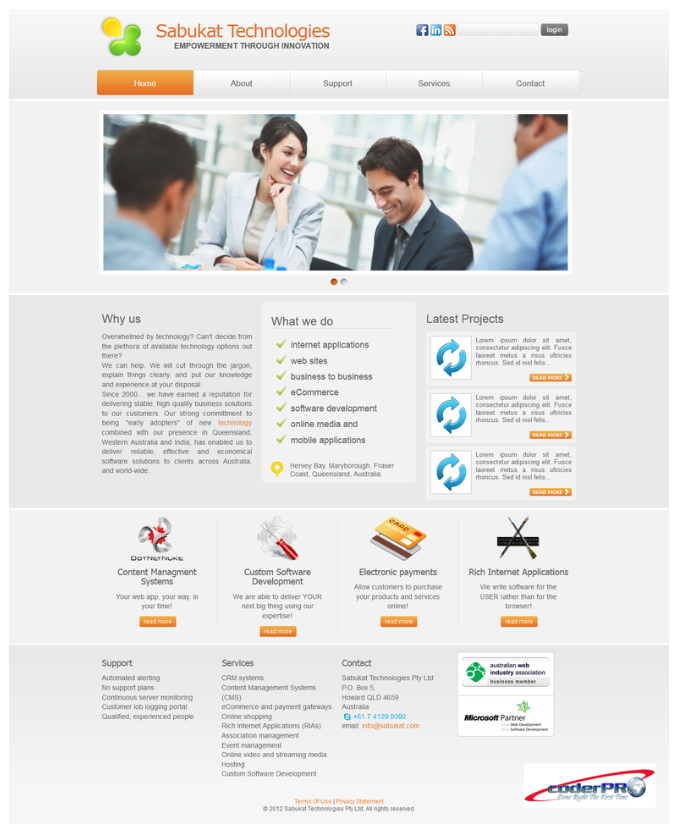 Sabukat Technologies
EMPOWERMENT THROUGH INNOVATION
login
Home
About
Support
Services
Contact
Why us
Overwhelmed by technology? Can't decide from
the plethora of available technology options out
there?
We can help. We will cut through the jargon,
explain things clearly, and put our knowledge
and experience at your disposal.
Since 2000... we have earned a reputation for
delivering stable, high quality business solutions
to our customers. Our strong commitment to
being "early adopters" of new technology
combined with our presence in Queensland,
Western Australia and India, has enabled us to
deliver reliable, effective and economical
software solutions to clients across Australia,
and world-wide..
What we do
internet applications
web sites
business to business
eCommerce
software development
online media and
mobile applications
Hervey Bay, Maryborough, Fraser
Coast, Queensland, Australia.
Latest Projects
Lorem ipsum dolor sit amet,
consectetur adipiscing elit. Fusce
laoreet metus a risus ultricies
rhoncus. Sed id nisl felis...
READ MORE
Lorem ipsum dolor sit amet,
consectetur adipiscing elit. Fusce
laoreet metus a risus ultricies
rhoncus. Sed id nisl felis...
READ MORE
Lorem ipsum dolor sit amet,
consectetur adipiscing elit. Fusce
laoreet metus a risus ultricies
rhoncus. Sed id nisl felis...
READ MORE
DOTNETNUKE
Content Managment
Systems
Your web app, your way, in
your time!
read more
Custom Software
Development
We are able to deliver YOUR
next big thing using our
expertise!
read more
Electronic payments
Allow customers to purchase
your products and services
online!
read more
Rich Internet Applications
We write software for the
USER rather than for the
browser!
read more
Support
Automated alerting
No support plans
Continuous server monitoring
Customer job logging portal
Qualified, experienced people
Services
CRM systems
Content Management Systems
(CMS)
eCommerce and payment gateways
Online shopping
Rich Internet Applications (RIAs)
Association management
Event management
Online video and streaming media
Hosting
Custom Software Development
Contact
Sabukat Technologies Pty Ltd
P.O. Box 5,
Howard QLD 4659
Australia
+61 7 4129 0392
email: info@sabukat.com
australian web
industry association
business member
Microsoft Partner
Web Development
Software Development
coderPRO
Done Right The First Time
Terms Of Use | Privacy Statement
© 2012 Sabukat Technologies Pty Ltd. All rights reserved.